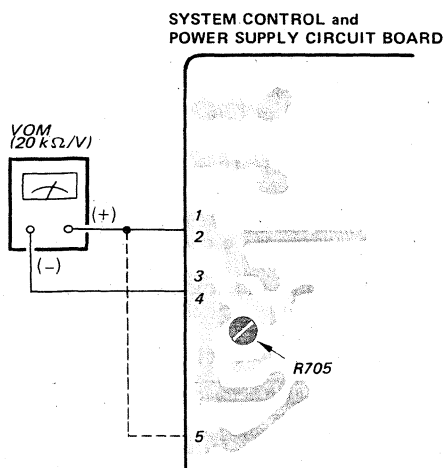 SYSTEM CONTROL and
POWER SUPPLY CIRCUIT BOARD
VOM
(20 kΩ/V)
(+)
(-)
1
2
3
4
R705
5